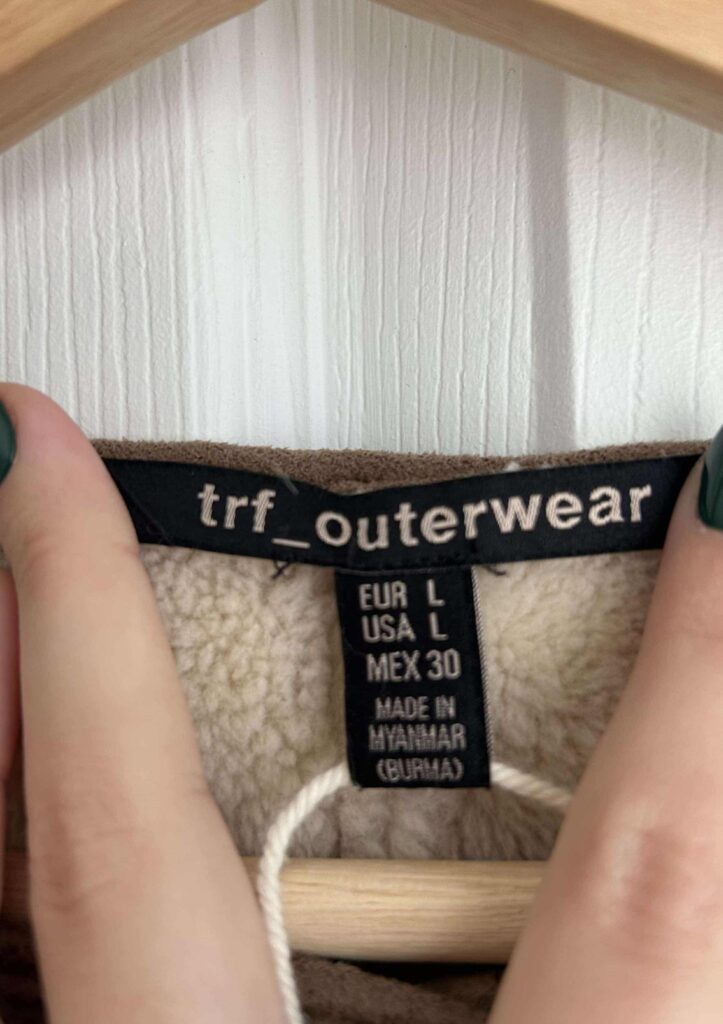 trf_outerwear
EUR L
USA L
MEX 30
MADE IN
MYANMAR
(BURMA)